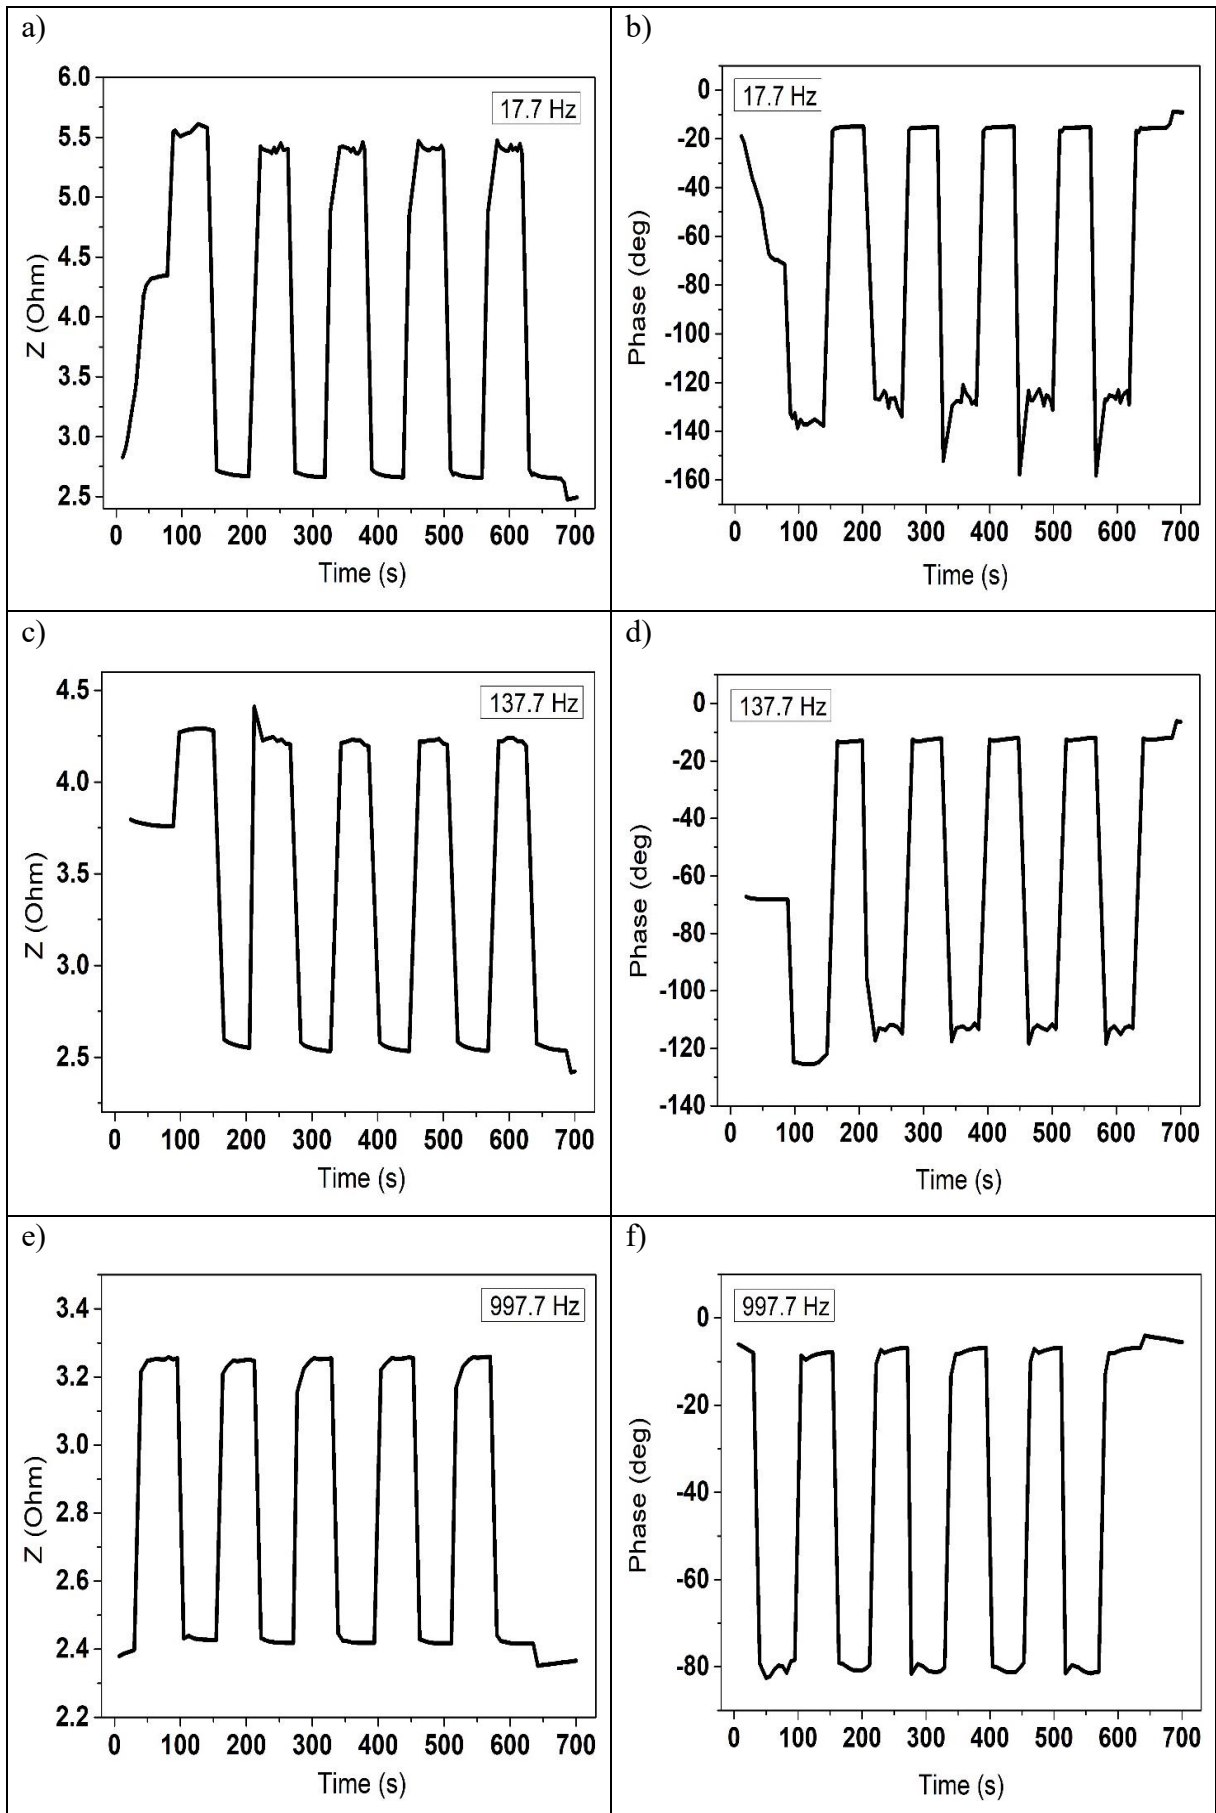 a)
17.7 Hz
6.0
5.5
5.0
4.5
4.0
3.5
3.0
2.5
Z (Ohm)
0 100 200 300 400 500 600 700
Time (s)
b)
17.7 Hz
0
-20
-40
-60
-80
-100
-120
-140
-160
Phase (deg)
0 100 200 300 400 500 600 700
Time (s)
c)
137.7 Hz
4.5
4.0
3.5
3.0
2.5
Z (Ohm)
0 100 200 300 400 500 600 700
Time (s)
d)
137.7 Hz
0
-20
-40
-60
-80
-100
-120
-140
Phase (deg)
0 100 200 300 400 500 600 700
Time (s)
e)
997.7 Hz
3.4
3.2
3.0
2.8
2.6
2.4
2.2
Z (Ohm)
0 100 200 300 400 500 600 700
Time (s)
f)
997.7 Hz
0
-20
-40
-60
-80
Phase (deg)
0 100 200 300 400 500 600 700
Time (s)